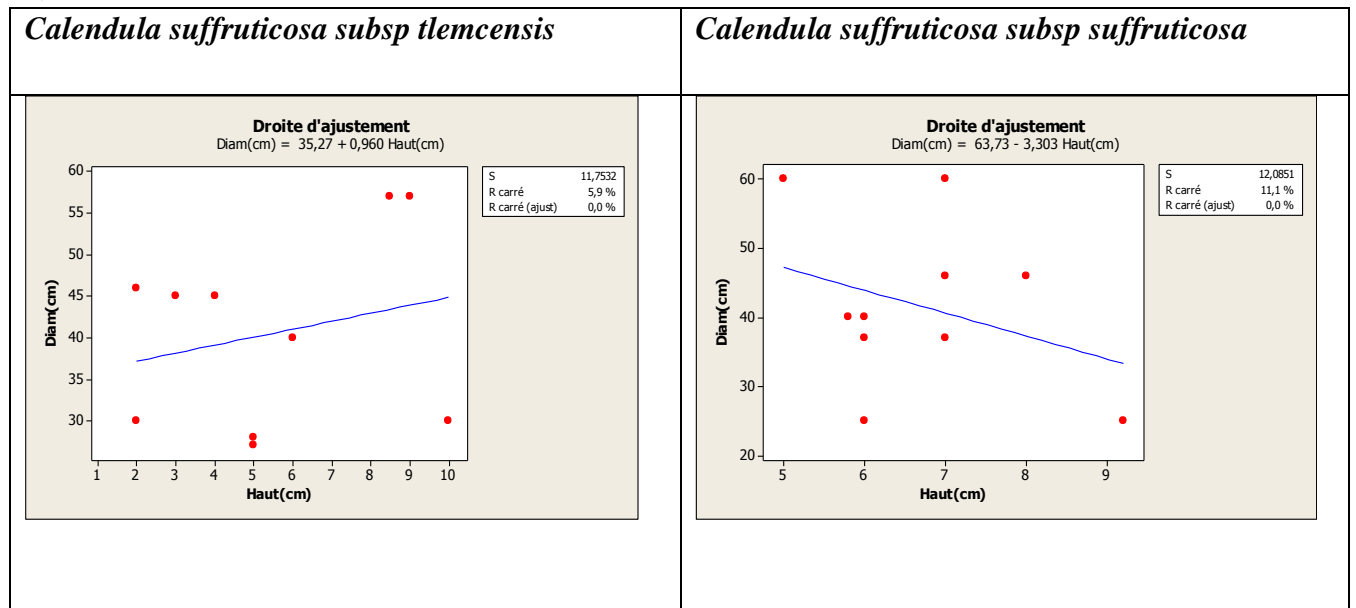 Calendula suffruticosa subsp tlemcensis
Droite d'ajustement
Diam(cm) = 35,27 + 0,960 Haut(cm)
S 11,7532
R carré 5,9 %
R carré (ajust) 0,0 %
60
55
50
45
40
35
30
Diam(cm)
1 2 3 4 5 6 7 8 9 10
Haut(cm)
Calendula suffruticosa subsp suffruticosa
Droite d'ajustement
Diam(cm) = 63,73 - 3,303 Haut(cm)
S 12,0851
R carré 11,1 %
R carré (ajust) 0,0 %
60
50
40
30
20
Diam(cm)
5 6 7 8 9
Haut(cm)